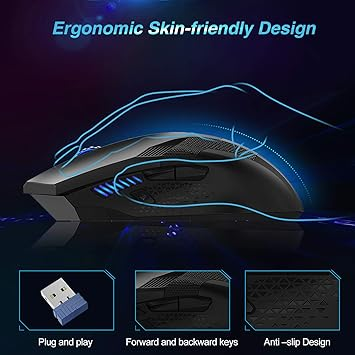 Ergonomic Skin-friendly Design
Plug and play
Forward and backward keys
Anti –slip Design